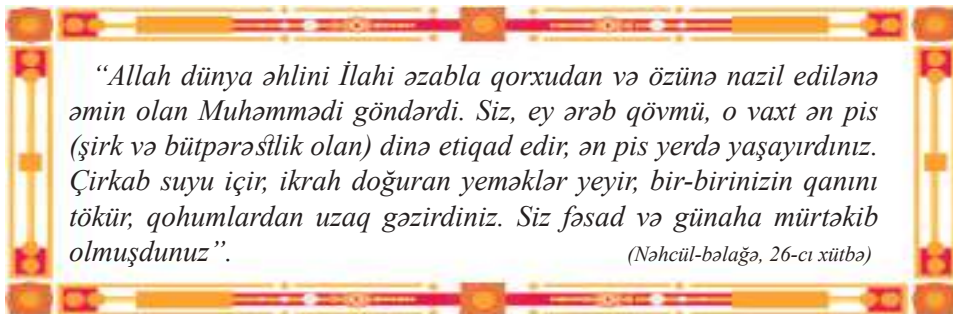 “Allah dünya əhlini İlahi əzabla qorxudan və özünə nazil edilənə
əmin olan Muhəmmədi göndərdi. Siz, ey ərəb qövmü, o vaxt ən pis
(şirk və bütpərəstlik olan) dinə etiqad edir, ən pis yerdə yaşayırdınız.
Çirkab suyu içir, ikrah doğuran yeməklər yeyir, bir-birinizin qanını
tökür, qohumlardan uzaq gəzirdiniz. Siz fəsad və günaha mürtəkib
olmuşdunuz”. (Nəhcül-bəlağə, 26-cı xütbə)